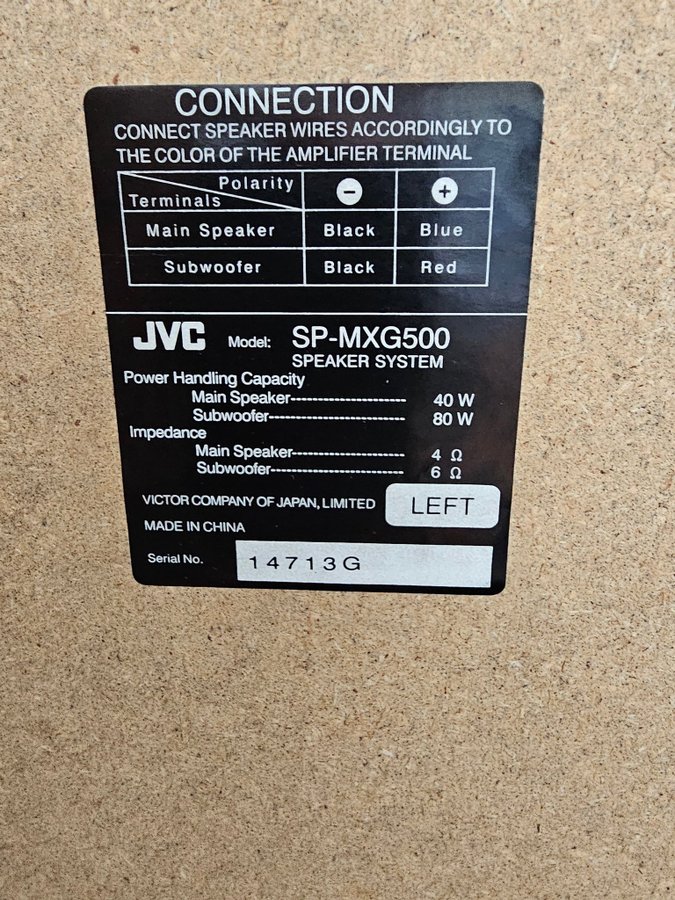 CONNECTION
CONNECT SPEAKER WIRES ACCORDINGLY TO
THE COLOR OF THE AMPLIFIER TERMINAL
Polarity
Terminals
− +
Main Speaker Black Blue
Subwoofer Black Red
JVC Model: SP-MXG500
SPEAKER SYSTEM
Power Handling Capacity
Main Speaker---------------------- 40 W
Subwoofer-------------------------- 80 W
Impedance
Main Speaker---------------------- 4 Ω
Subwoofer-------------------------- 6 Ω
VICTOR COMPANY OF JAPAN, LIMITED LEFT
MADE IN CHINA
Serial No. 14713G